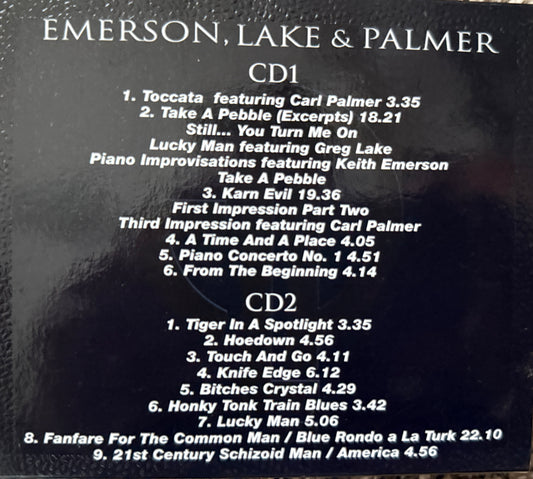 EMERSON, LAKE & PALMER
CD1
1. Toccata featuring Carl Palmer 3.35
2. Take A Pebble (Excerpts) 18.21
Still... You Turn Me On
Lucky Man featuring Greg Lake
Piano Improvisations featuring Keith Emerson
Take A Pebble
3. Karn Evil 19.36
First Impression Part Two
Third Impression featuring Carl Palmer
4. A Time And A Place 4.05
5. Piano Concerto No. 1 4.51
6. From The Beginning 4.14
CD2
1. Tiger In A Spotlight 3.35
2. Hoedown 4.56
3. Touch And Go 4.11
4. Knife Edge 6.12
5. Bitches Crystal 4.29
6. Honky Tonk Train Blues 3.42
7. Lucky Man 5.06
8. Fanfare For The Common Man / Blue Rondo a La Turk 22.10
9. 21st Century Schizoid Man / America 4.56